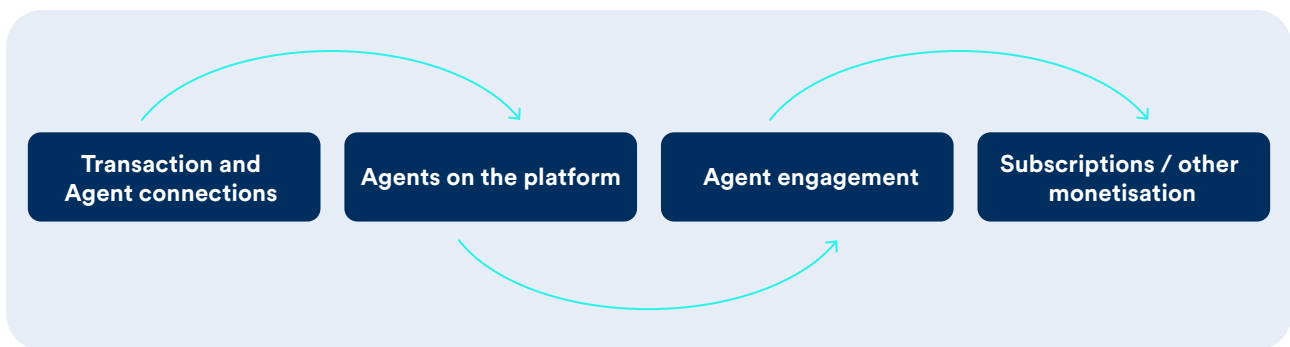 Transaction and
Agent connections
Agents on the platform
Agent engagement
Subscriptions / other
monetisation